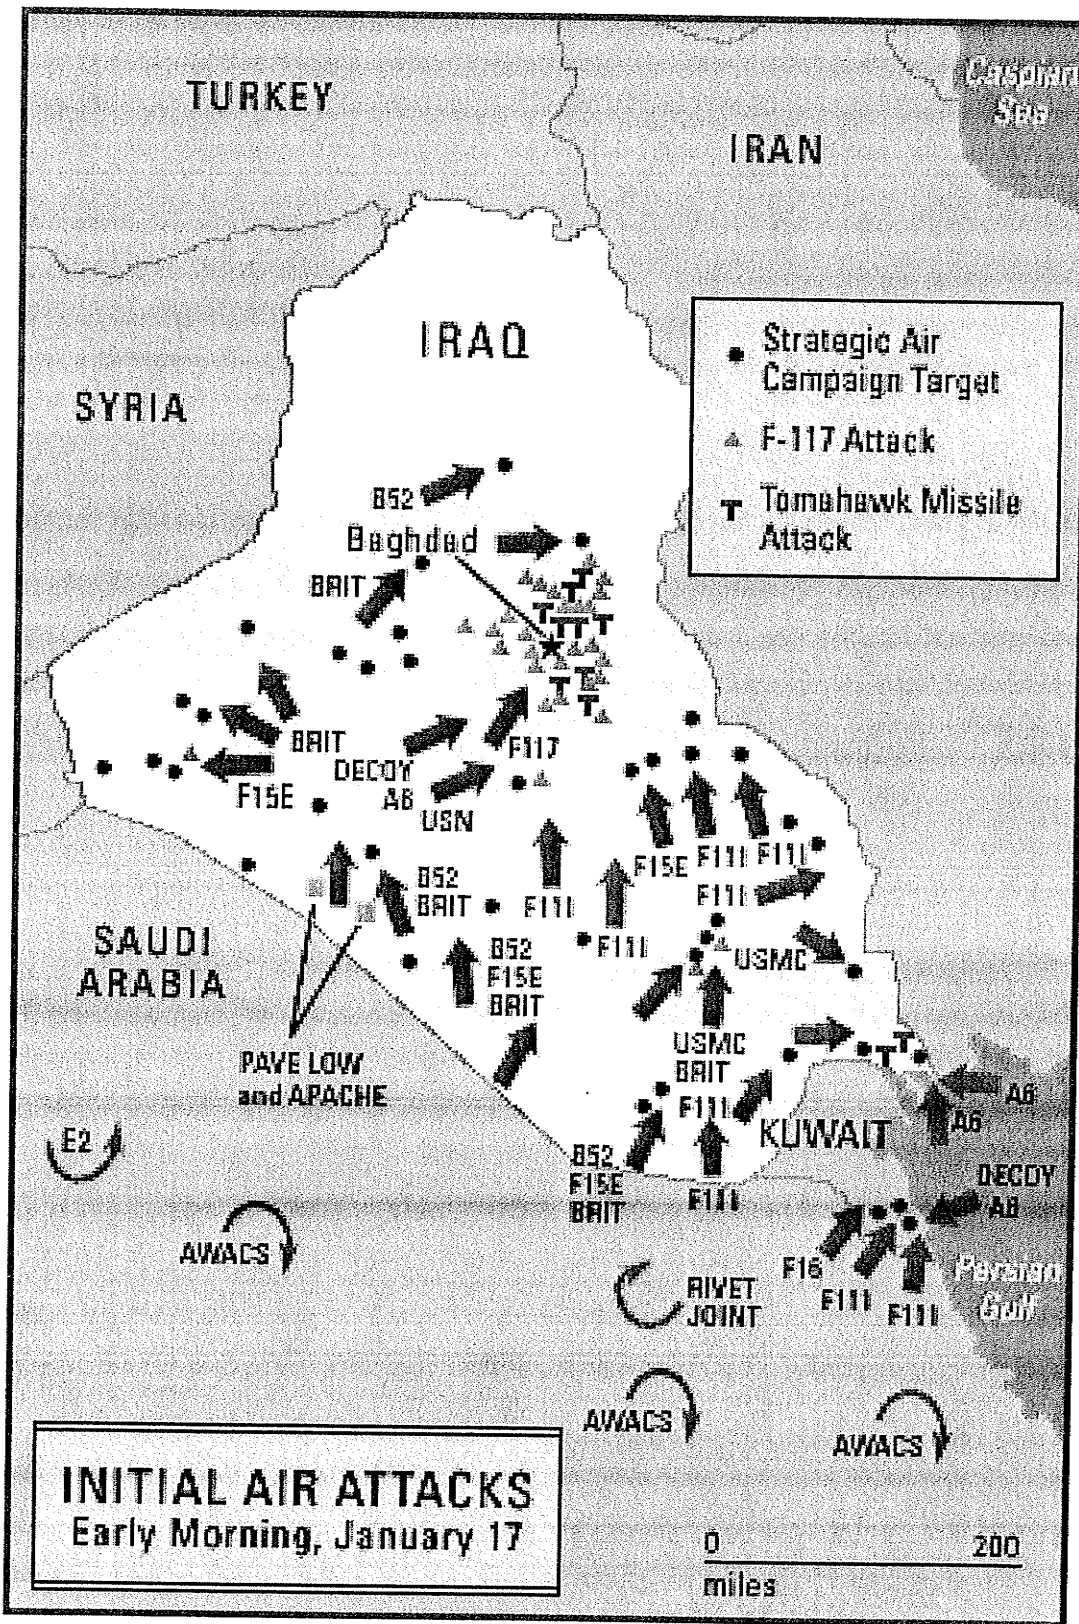 TURKEY
IRAN
Caspian
Sea
IRAQ
SYRIA
Strategic Air
Campaign Target
F-117 Attack
T Tomahawk Missile
Attack
B52
Baghdad
BRIT
BRIT
F15E
DECOY
A6
USN
F117
F15E
F111
F111
F111
B52
BRIT
F111
F111
USMC
B52
F15E
BRIT
SAUDI
ARABIA
PAVE LOW
and APACHE
USMC
BRIT
F111
KUWAIT
A6
A6
DECOY
A6
E2
B52
F15E
BRIT
F111
AWACS
F16
F111
F111
Persian
Gulf
RIVET
JOINT
AWACS
AWACS
INITIAL AIR ATTACKS
Early Morning, January 17
0 200
miles